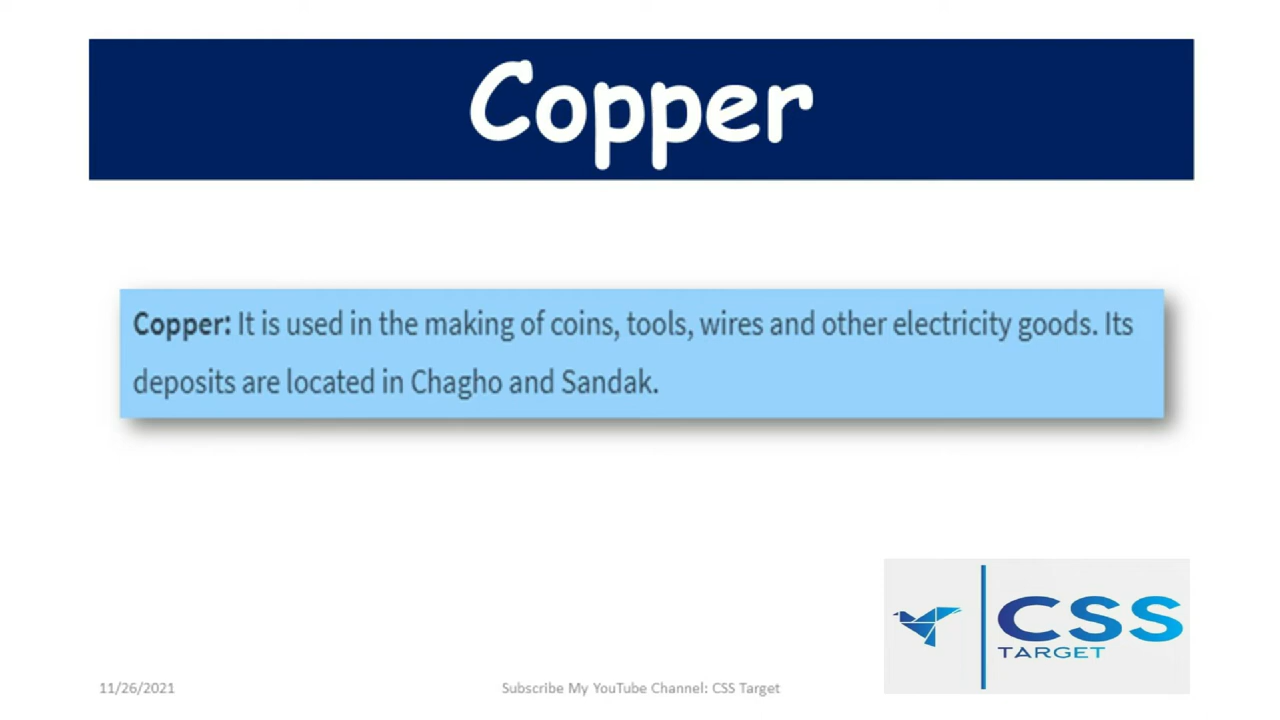 Copper
Copper: It is used in the making of coins, tools, wires and other electricity goods. Its
deposits are located in Chagho and Sandak.
CSS
TARGET
11/26/2021
Subscribe My YouTube Channel: CSS Target